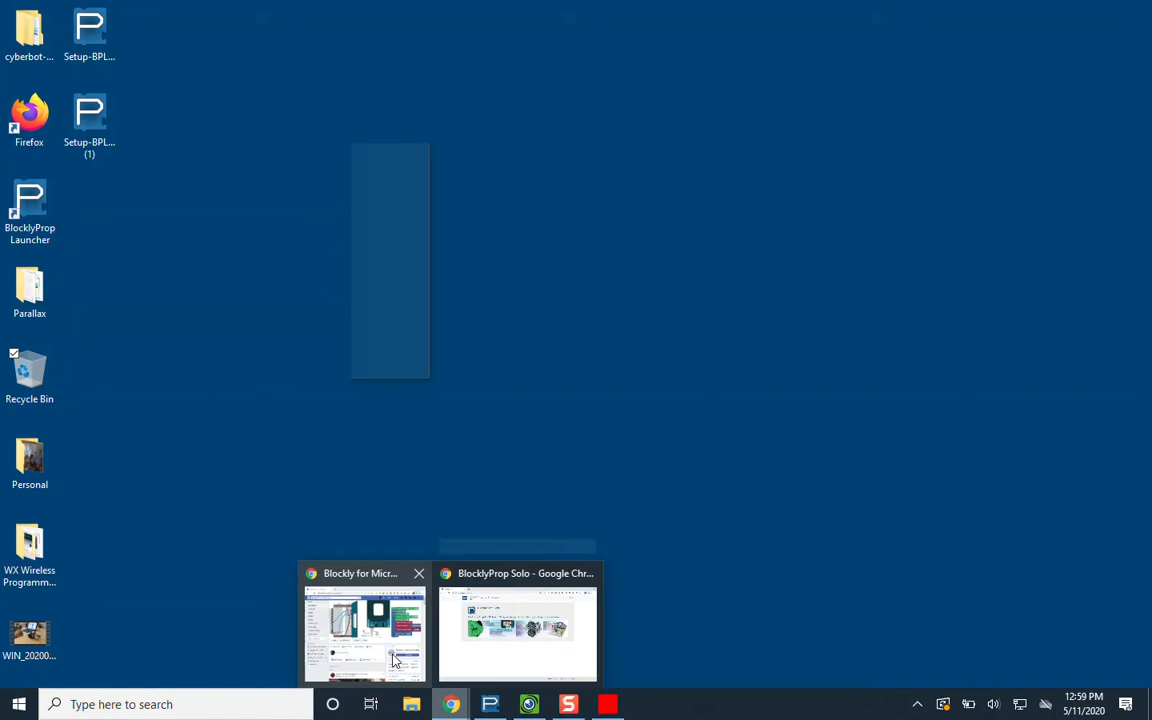 cyberbot-...
Setup-BPL...
Firefox
Setup-BPL...
(1)
BlocklyProp
Launcher
Parallax
Recycle Bin
Personal
WX Wireless
Programm...
WIN_20200...
Blockly for Micr...
BlocklyProp Solo - Google Chr...
Type here to search
12:59 PM
5/11/2020